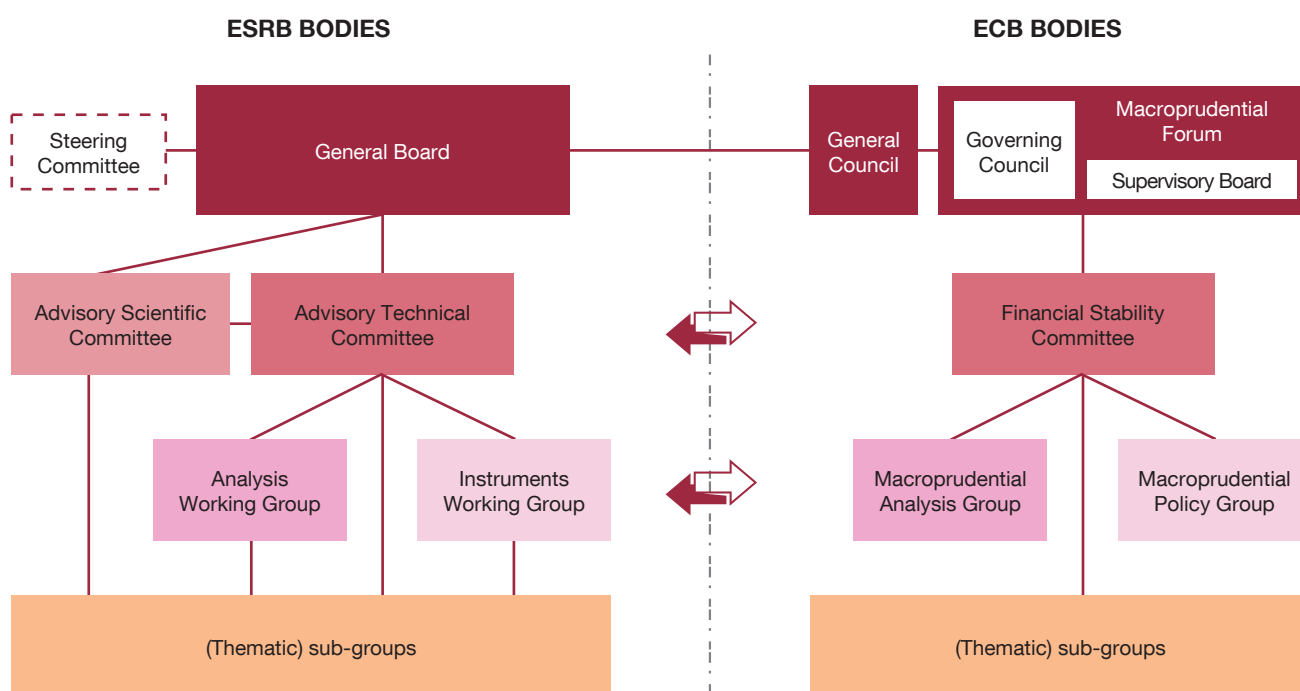 ESRB BODIES
ECB BODIES
Steering
Committee
General Board
General
Council
Governing
Council
Macroprudential
Forum
Supervisory Board
Advisory Scientific
Committee
Advisory Technical
Committee
Financial Stability
Committee
Analysis
Working Group
Instruments
Working Group
Macroprudential
Analysis Group
Macroprudential
Policy Group
(Thematic) sub-groups
(Thematic) sub-groups